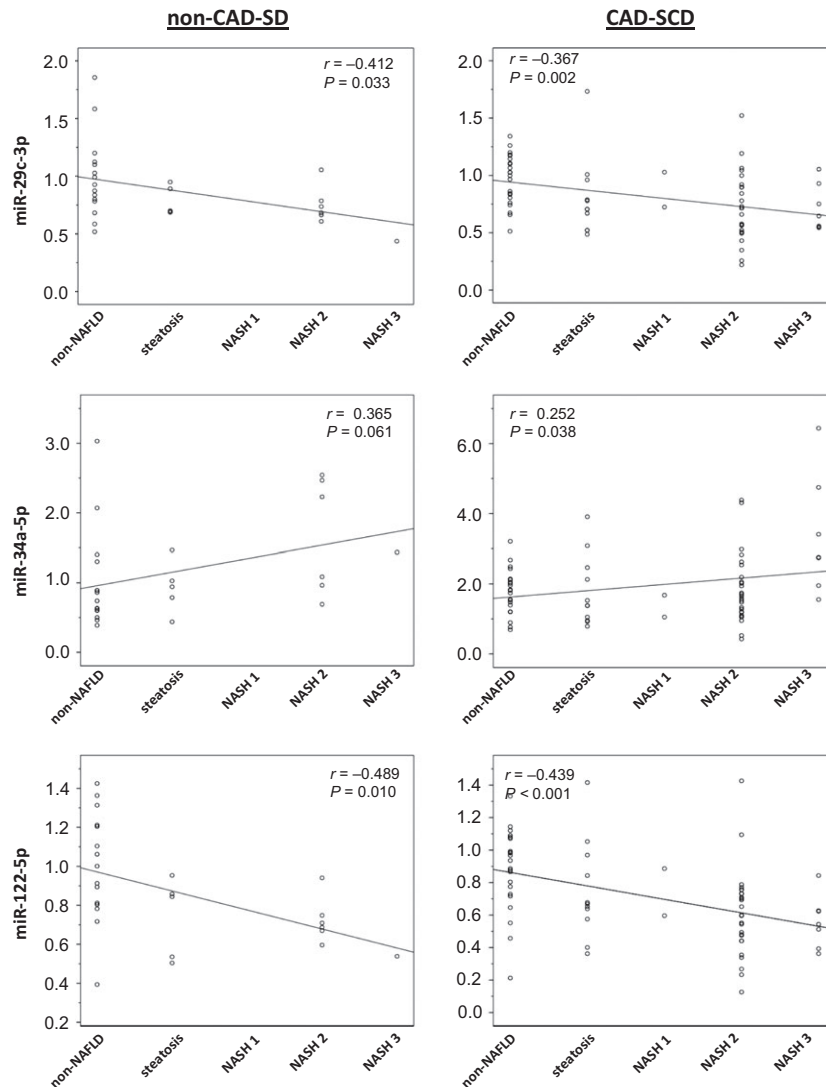 non-CAD-SD
CAD-SCD
miR-29c-3p
2.0
1.5
1.0
0.5
0.0
r = –0.412
P = 0.033
non-NAFLD
steatosis
NASH 1
NASH 2
NASH 3
2.0
1.5
1.0
0.5
0.0
r = –0.367
P = 0.002
non-NAFLD
steatosis
NASH 1
NASH 2
NASH 3
miR-34a-5p
3.0
2.0
1.0
0.0
r = 0.365
P = 0.061
non-NAFLD
steatosis
NASH 1
NASH 2
NASH 3
6.0
4.0
2.0
0.0
r = 0.252
P = 0.038
non-NAFLD
steatosis
NASH 1
NASH 2
NASH 3
miR-122-5p
1.4
1.2
1.0
0.8
0.6
0.4
0.2
r = –0.489
P = 0.010
non-NAFLD
steatosis
NASH 1
NASH 2
NASH 3
1.4
1.2
1.0
0.8
0.6
0.4
0.2
0.0
r = –0.439
P < 0.001
non-NAFLD
steatosis
NASH 1
NASH 2
NASH 3